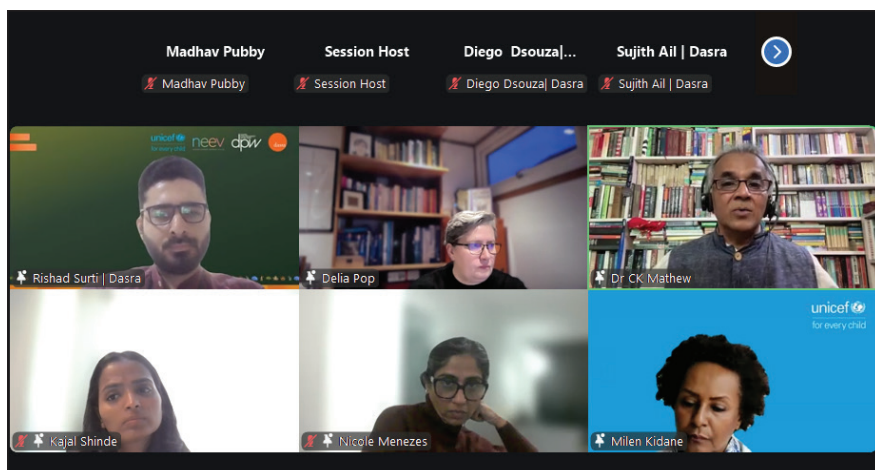 Madhav Pubby
Session Host
Diego Dsouza|...
Sujith Ail | Dasra
Madhav Pubby
Session Host
Diego Dsouza| Dasra
Sujith Ail | Dasra
unicef
for every child
neev
dpw
Rishad Surti | Dasra
Delia Pop
Dr CK Mathew
unicef
for every child
Kajal Shinde
Nicole Menezes
Milen Kidane